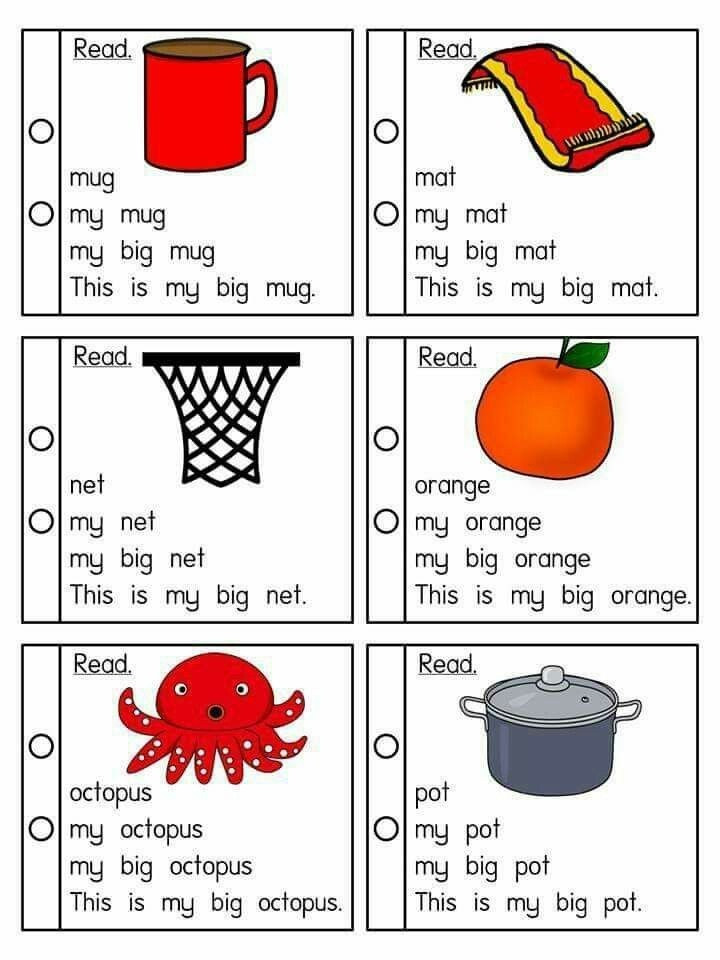 Read.
mug
my mug
my big mug
This is my big mug.
Read.
mat
my mat
my big mat
This is my big mat.
Read.
net
my net
my big net
This is my big net.
Read.
orange
my orange
my big orange
This is my big orange.
Read.
octopus
my octopus
my big octopus
This is my big octopus.
Read.
pot
my pot
my big pot
This is my big pot.